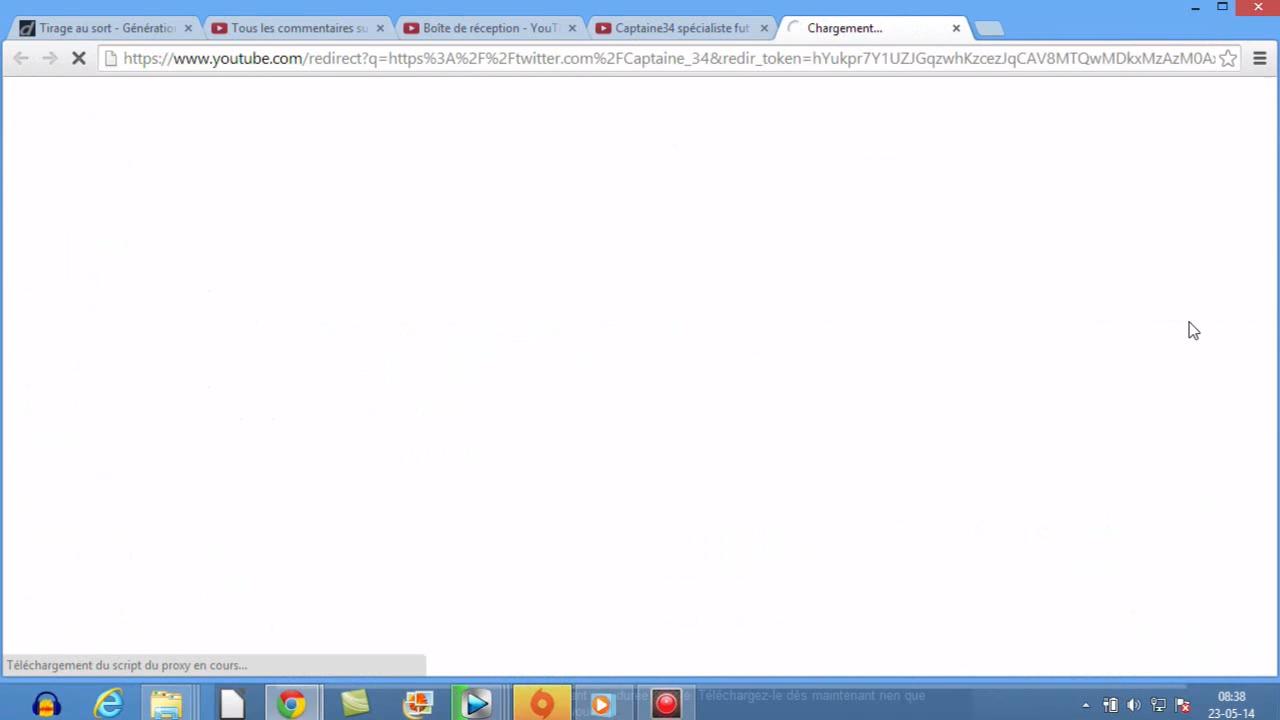 Tirage au sort - Génération
Tous les commentaires su
Boîte de réception - YouT
Captaine34 spécialiste fut
Chargement...
https://www.youtube.com/redirect?q=https%3A%2F%2Ftwitter.com%2FCaptaine_34&redir_token=hYukpr7Y1UZJGqzwhKzcezJqCAV8MTQwMDkxMzAzM0Ax
Téléchargement du script du proxy en cours...
Téléchargez-le dès maintenant
08:38
23-05-14